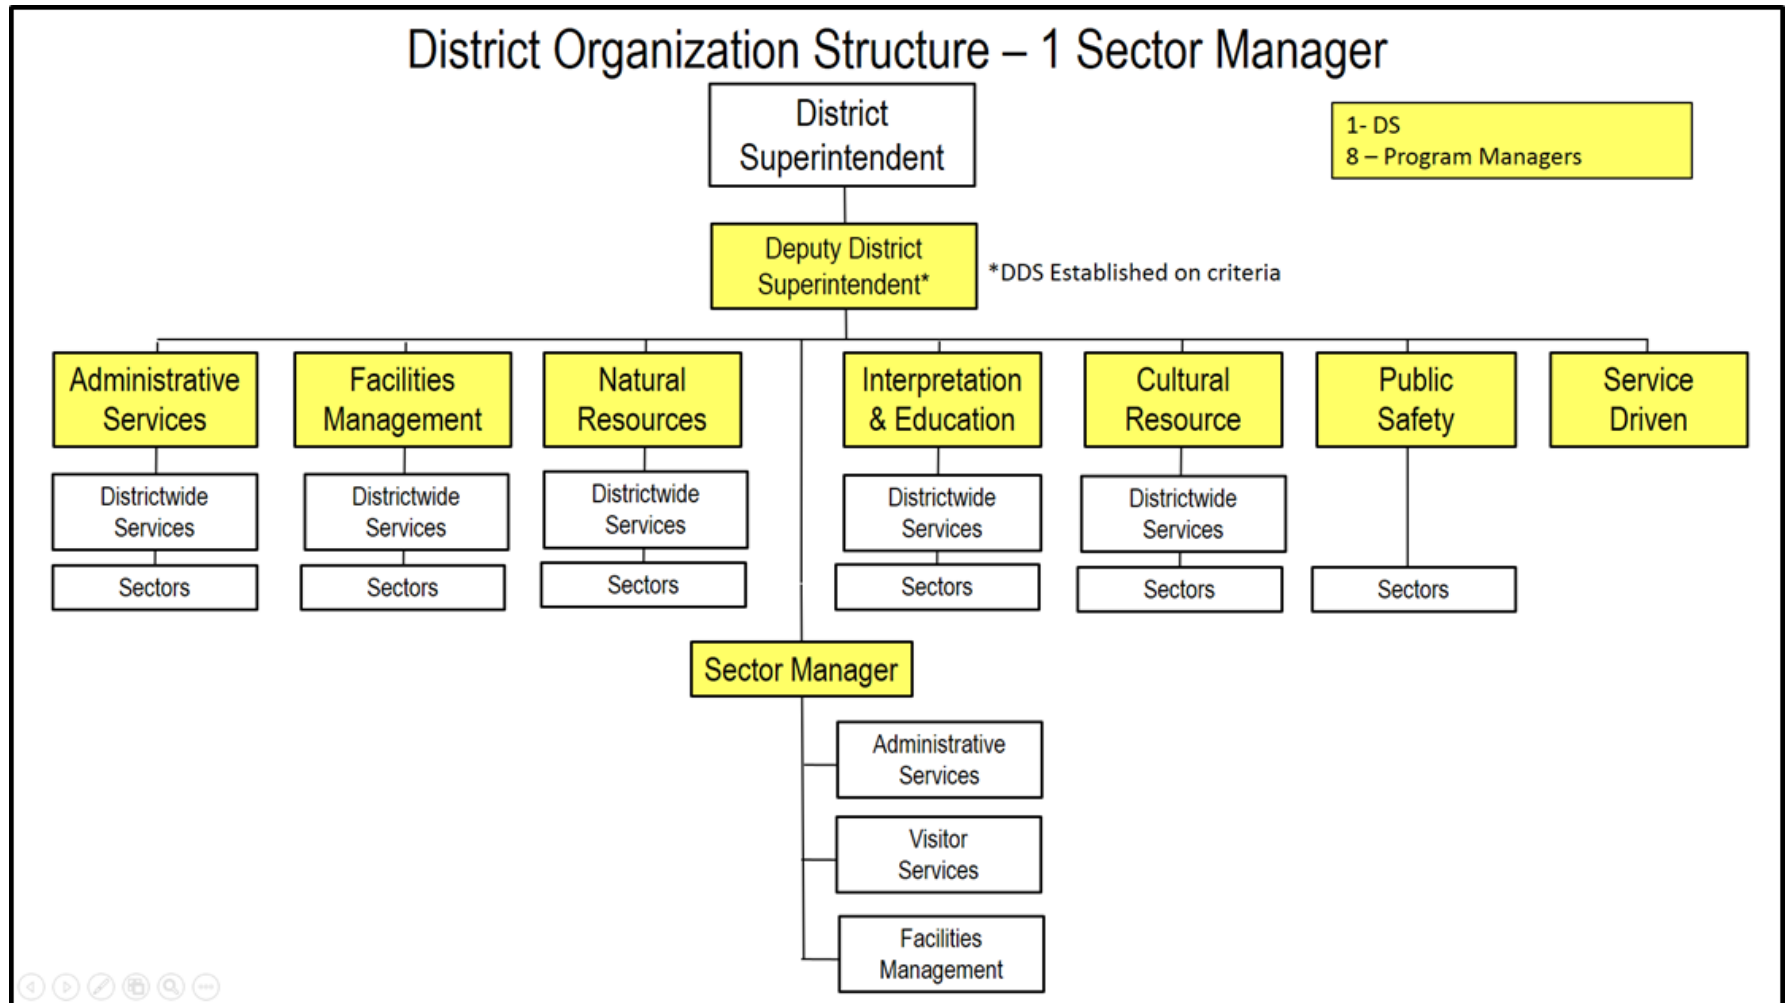 District Organization Structure – 1 Sector Manager
District
Superintendent
1- DS
8 – Program Managers
Deputy District
Superintendent*
*DDS Established on criteria
Administrative
Services
Facilities
Management
Natural
Resources
Interpretation
& Education
Cultural
Resource
Public
Safety
Service
Driven
Districtwide
Services
Districtwide
Services
Districtwide
Services
Districtwide
Services
Districtwide
Services
Sectors
Sectors
Sectors
Sectors
Sectors
Sectors
Sector Manager
Administrative
Services
Visitor
Services
Facilities
Management